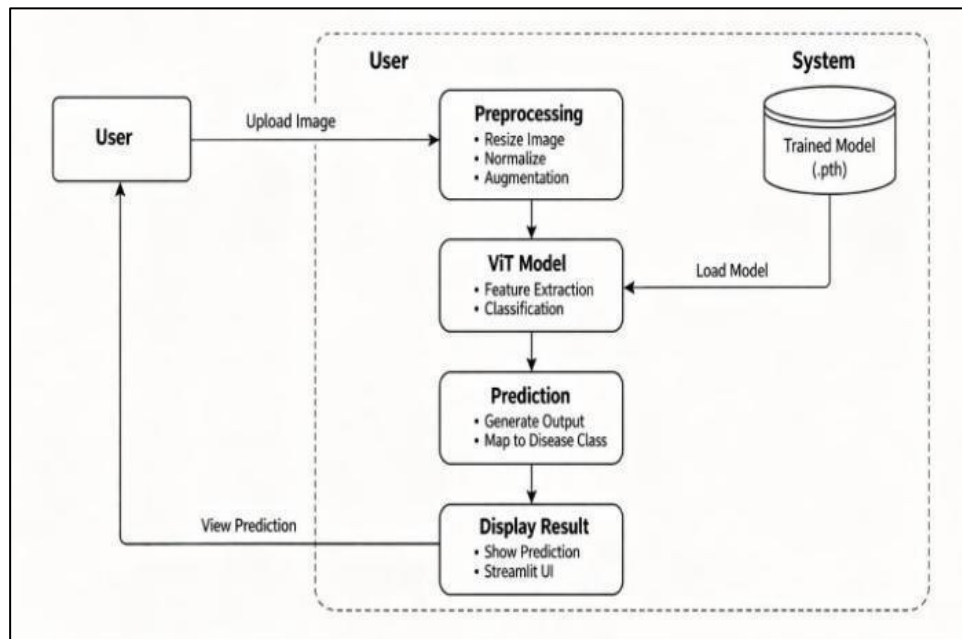 User
System
User
Upload Image
Preprocessing
• Resize Image
• Normalize
• Augmentation
Trained Model
(.pth)
ViT Model
• Feature Extraction
• Classification
Load Model
Prediction
• Generate Output
• Map to Disease Class
View Prediction
Display Result
• Show Prediction
• Streamlit UI